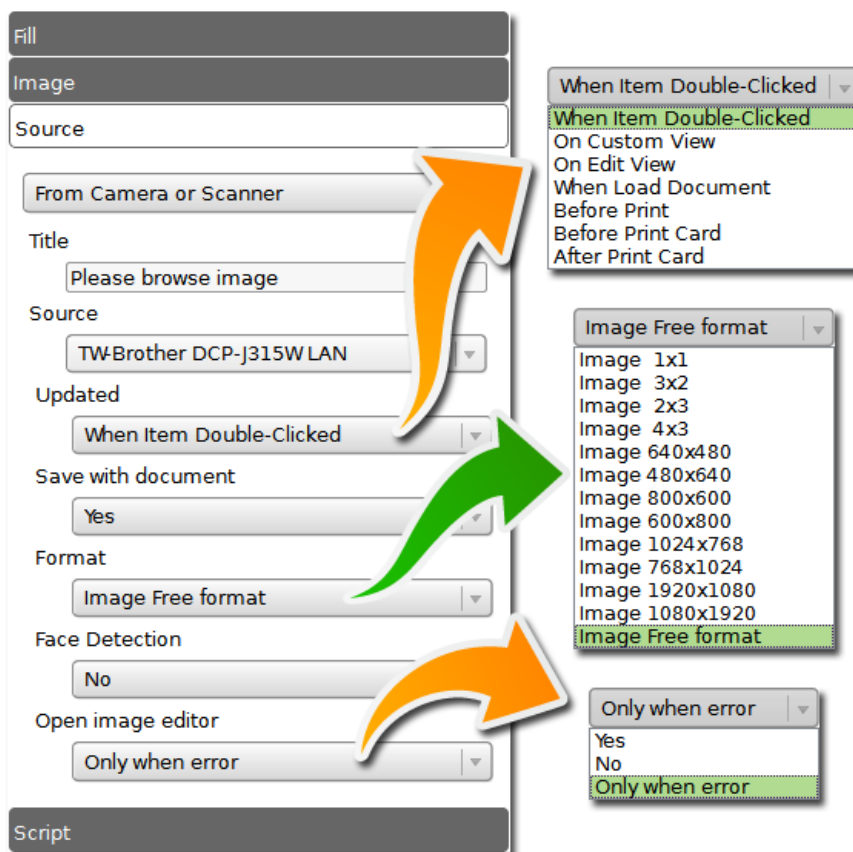 Fill
Image
Source
From Camera or Scanner
Title
Please browse image
Source
TW-Brother DCP-J315W LAN
Updated
When Item Double-Clicked
Save with document
Yes
Format
Image Free format
Face Detection
No
Open image editor
Only when error
Script
When Item Double-Clicked
When Item Double-Clicked
On Custom View
On Edit View
When Load Document
Before Print
Before Print Card
After Print Card
Image Free format
Image 1x1
Image 3x2
Image 2x3
Image 4x3
Image 640x480
Image 480x640
Image 800x600
Image 600x800
Image 1024x768
Image 768x1024
Image 1920x1080
Image 1080x1920
Image Free format
Only when error
Yes
No
Only when error